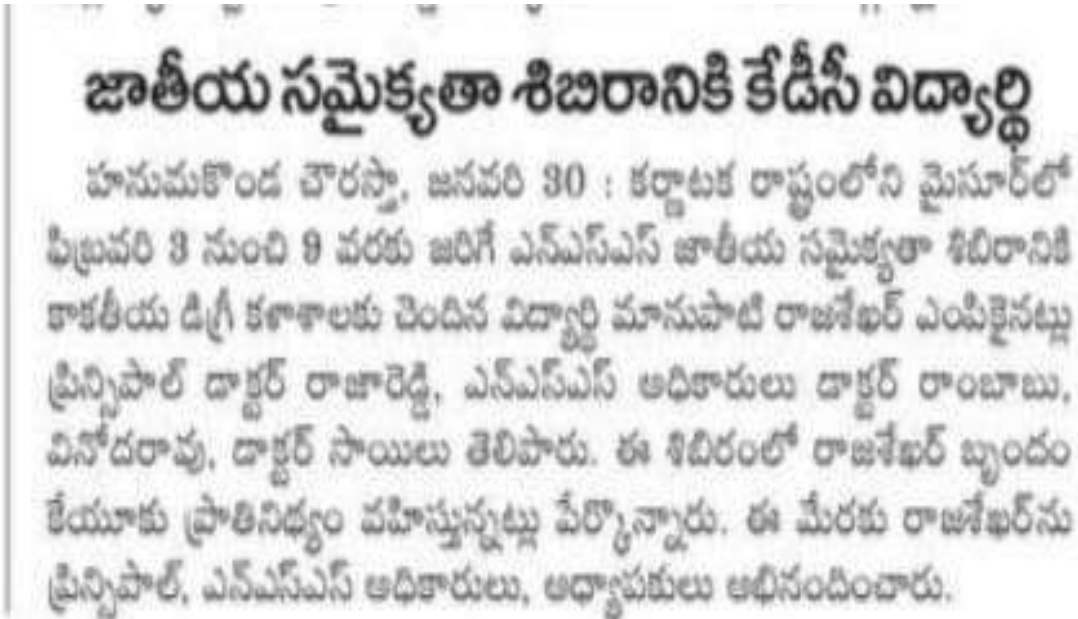 జాతీయ సమైక్యతా శిబిరానికి కేడీసీ విద్యార్థి
హనుమకొండ చౌరస్తా, జనవరి 30 : కర్ణాటక రాష్ట్రంలోని మైసూర్‌లో
ఫిబ్రవరి 3 నుంచి 9 వరకు జరిగే ఎన్ఎస్ఎస్ జాతీయ సమైక్యతా శిబిరానికి
కాకతీయ డిగ్రీ కళాశాలకు చెందిన విద్యార్థి మానుపాటి రాజశేఖర్ ఎంపికైనట్లు
ప్రిన్సిపాల్ డాక్టర్ రాజారెడ్డి, ఎన్ఎస్ఎస్ అధికారులు డాక్టర్ రాంబాబు,
వినోదరావు, డాక్టర్ సాయిలు తెలిపారు. ఈ శిబిరంలో రాజశేఖర్ బృందం
కేయూకు ప్రాతినిథ్యం వహిస్తున్నట్లు పేర్కొన్నారు. ఈ మేరకు రాజశేఖర్‌ను
ప్రిన్సిపాల్, ఎన్ఎస్ఎస్ అధికారులు, అధ్యాపకులు అభినందించారు.